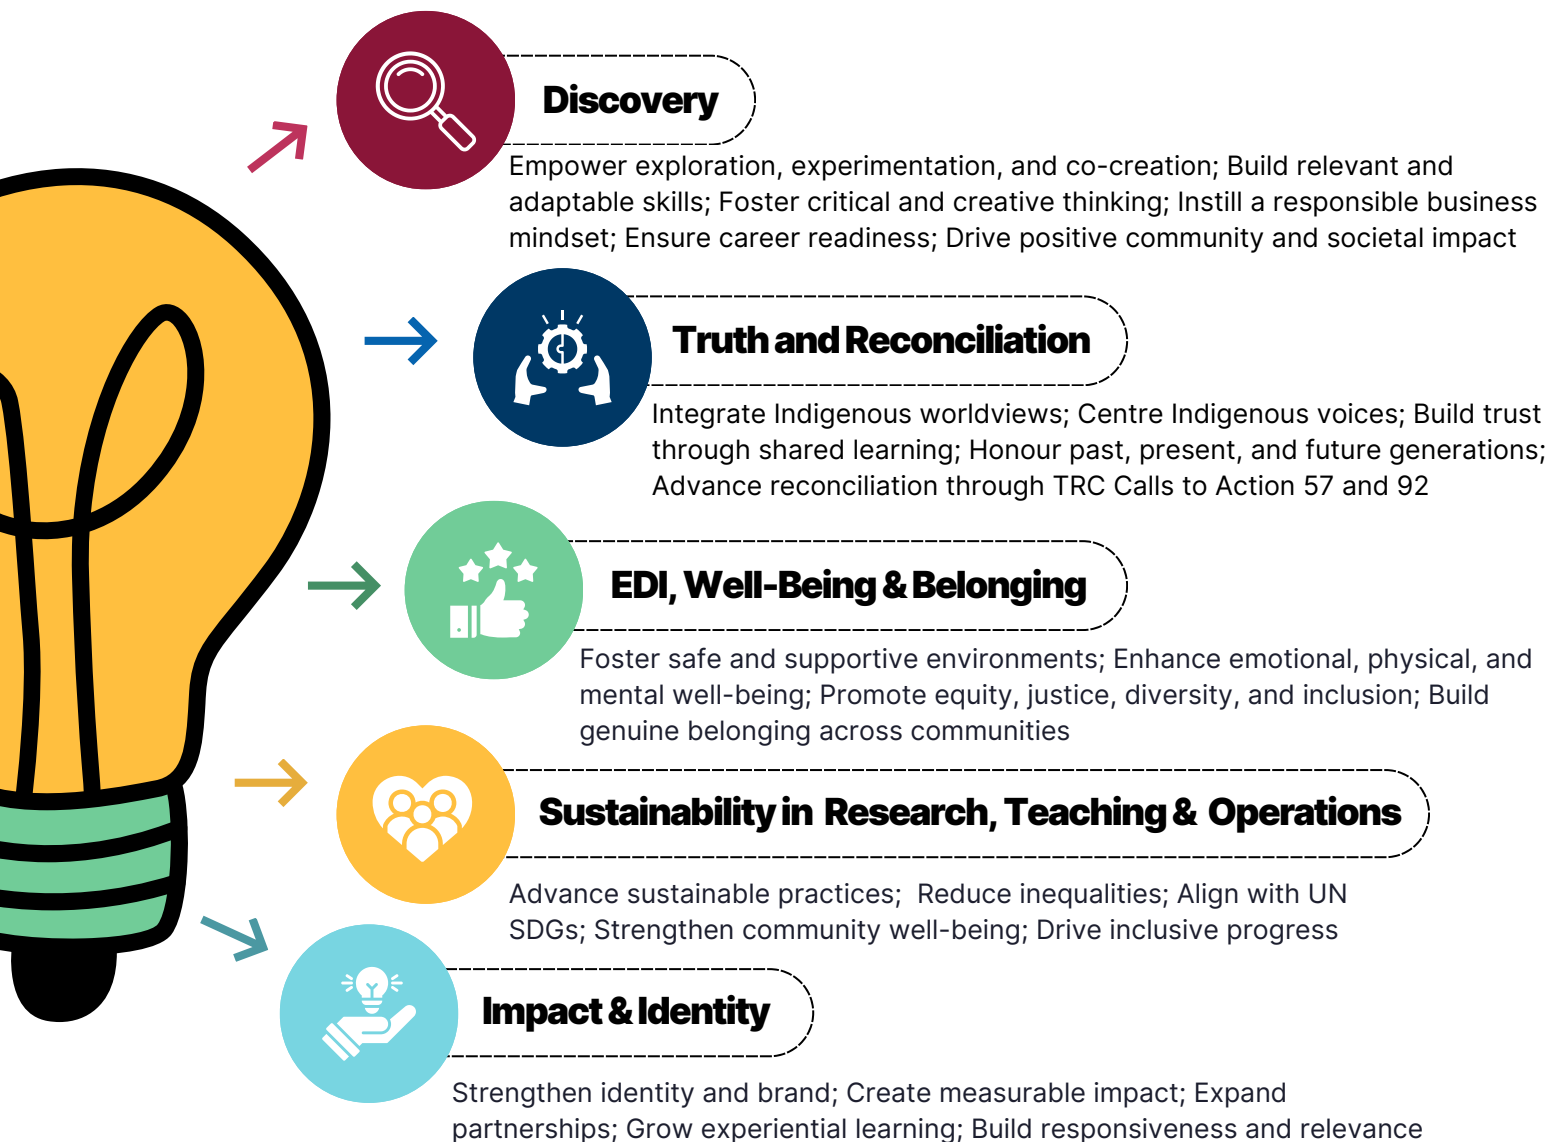 Discovery
Empower exploration, experimentation, and co-creation; Build relevant and
adaptable skills; Foster critical and creative thinking; Instill a responsible business
mindset; Ensure career readiness; Drive positive community and societal impact
Truth and Reconciliation
Integrate Indigenous worldviews; Centre Indigenous voices; Build trust
through shared learning; Honour past, present, and future generations;
Advance reconciliation through TRC Calls to Action 57 and 92
EDI, Well-Being & Belonging
Foster safe and supportive environments; Enhance emotional, physical, and
mental well-being; Promote equity, justice, diversity, and inclusion; Build
genuine belonging across communities
Sustainability in Research, Teaching & Operations
Advance sustainable practices; Reduce inequalities; Align with UN
SDGs; Strengthen community well-being; Drive inclusive progress
Impact & Identity
Strengthen identity and brand; Create measurable impact; Expand
partnerships; Grow experiential learning; Build responsiveness and relevance